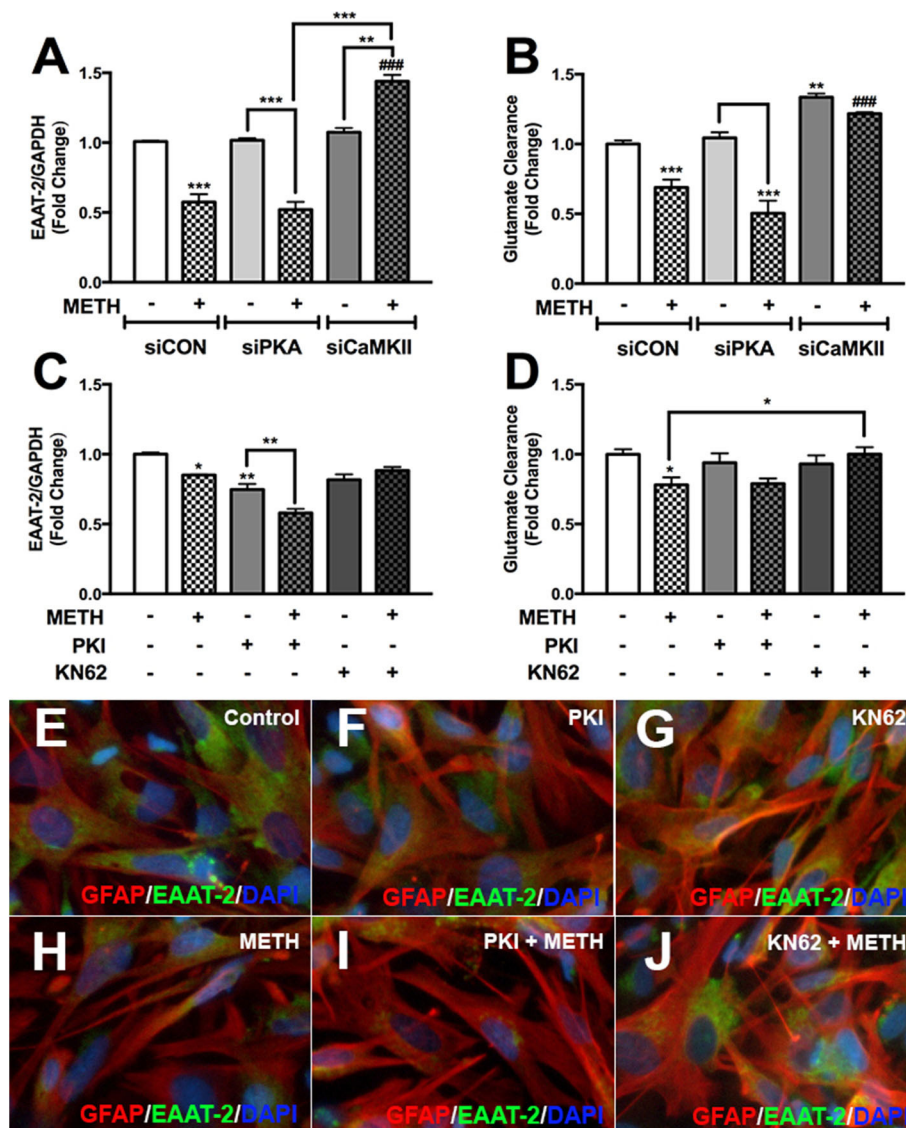 A
B
***
***
**
###
***
EAAT-2/GAPDH
(Fold Change)
1.5
1.0
0.5
0.0
METH - + - + - +
siCON siPKA siCaMKII
**
###
***
***
Glutamate Clearance
(Fold Change)
1.5
1.0
0.5
0.0
METH - + - + - +
siCON siPKA siCaMKII
C
D
*
**
**
EAAT-2/GAPDH
(Fold Change)
1.5
1.0
0.5
0.0
METH - + - + - +
PKI - - + + - -
KN62 - - - - + +
*
*
Glutamate Clearance
(Fold Change)
1.5
1.0
0.5
0.0
METH - + - + - +
PKI - - + + - -
KN62 - - - - + +
E Control
GFAP/EAAT-2/DAPI
F PKI
GFAP/EAAT-2/DAPI
G KN62
GFAP/EAAT-2/DAPI
H METH
GFAP/EAAT-2/DAPI
I PKI + METH
GFAP/EAAT-2/DAPI
J KN62 + METH
GFAP/EAAT-2/DAPI